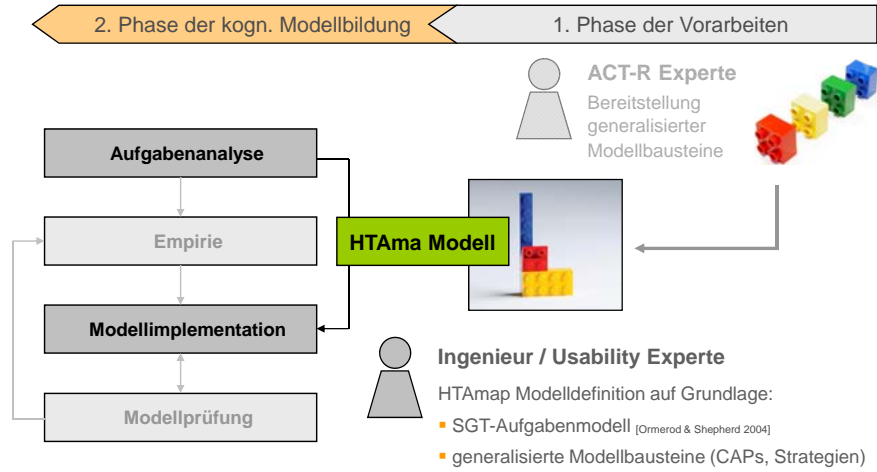 2. Phase der kogn. Modellbildung
1. Phase der Vorarbeiten
ACT-R Experte
Bereitstellung
generalisierter
Modellbausteine
Aufgabenanalyse
Empirie
HTAma Modell
Modellimplementation
Modellprüfung
Ingenieur / Usability Experte
HTAmap Modelldefinition auf Grundlage:
▪ SGT-Aufgabenmodell [Ormerod & Shepherd 2004]
▪ generalisierte Modellbausteine (CAPs, Strategien)